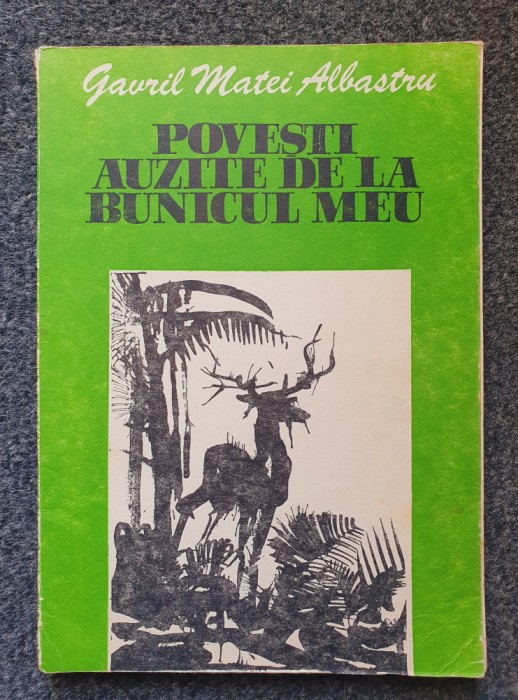 Gavril Matei Albastru
POVEȘTI
AUZITE DE LA
BUNICUL MEU